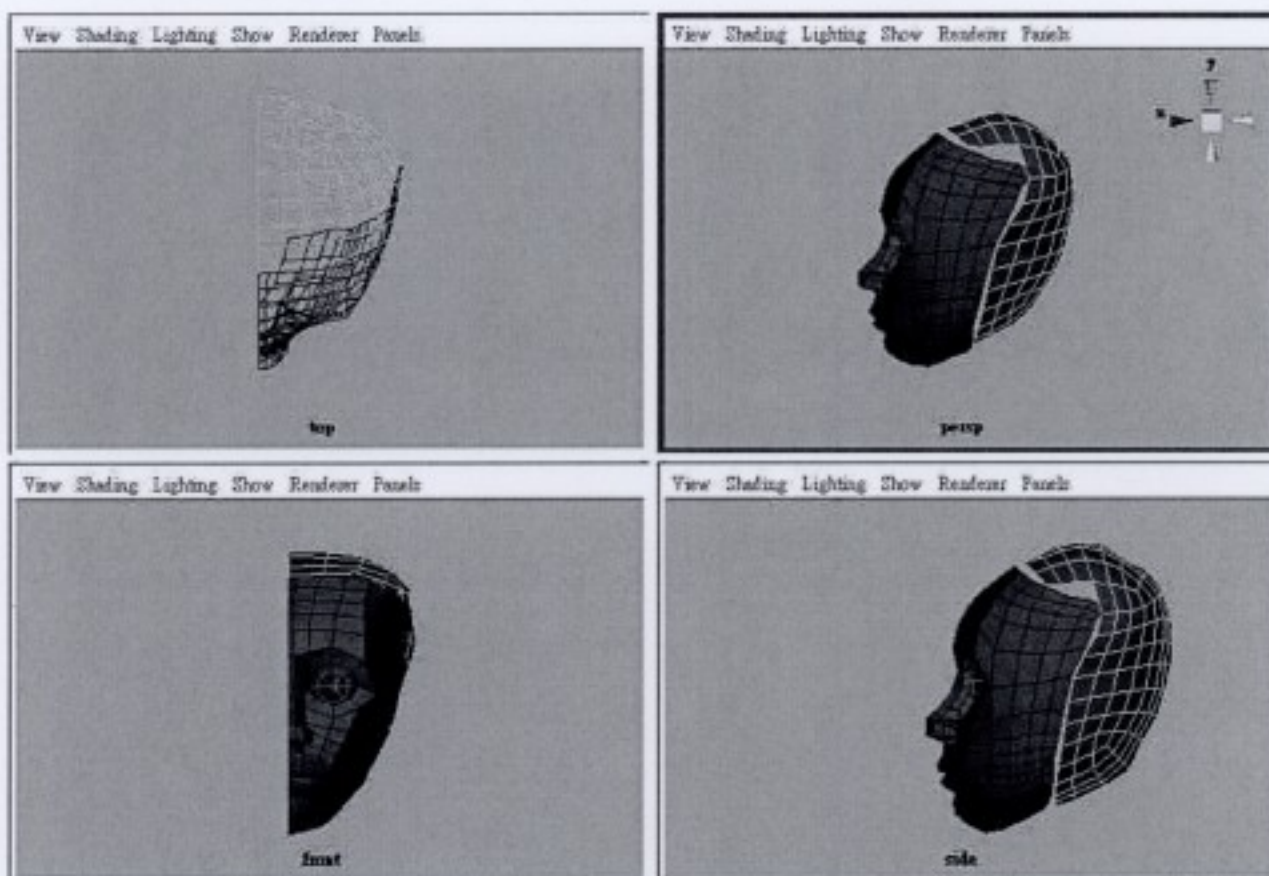 View Shading Lighting Show Renderer Panels
View Shading Lighting Show Renderer Panels
y
x
top
persp
View Shading Lighting Show Renderer Panels
View Shading Lighting Show Renderer Panels
front
side